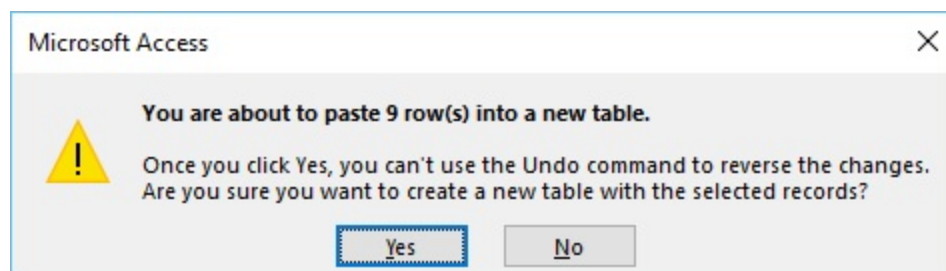 Microsoft Access
You are about to paste 9 row(s) into a new table.
Once you click Yes, you can't use the Undo command to reverse the changes.
Are you sure you want to create a new table with the selected records?
Yes No